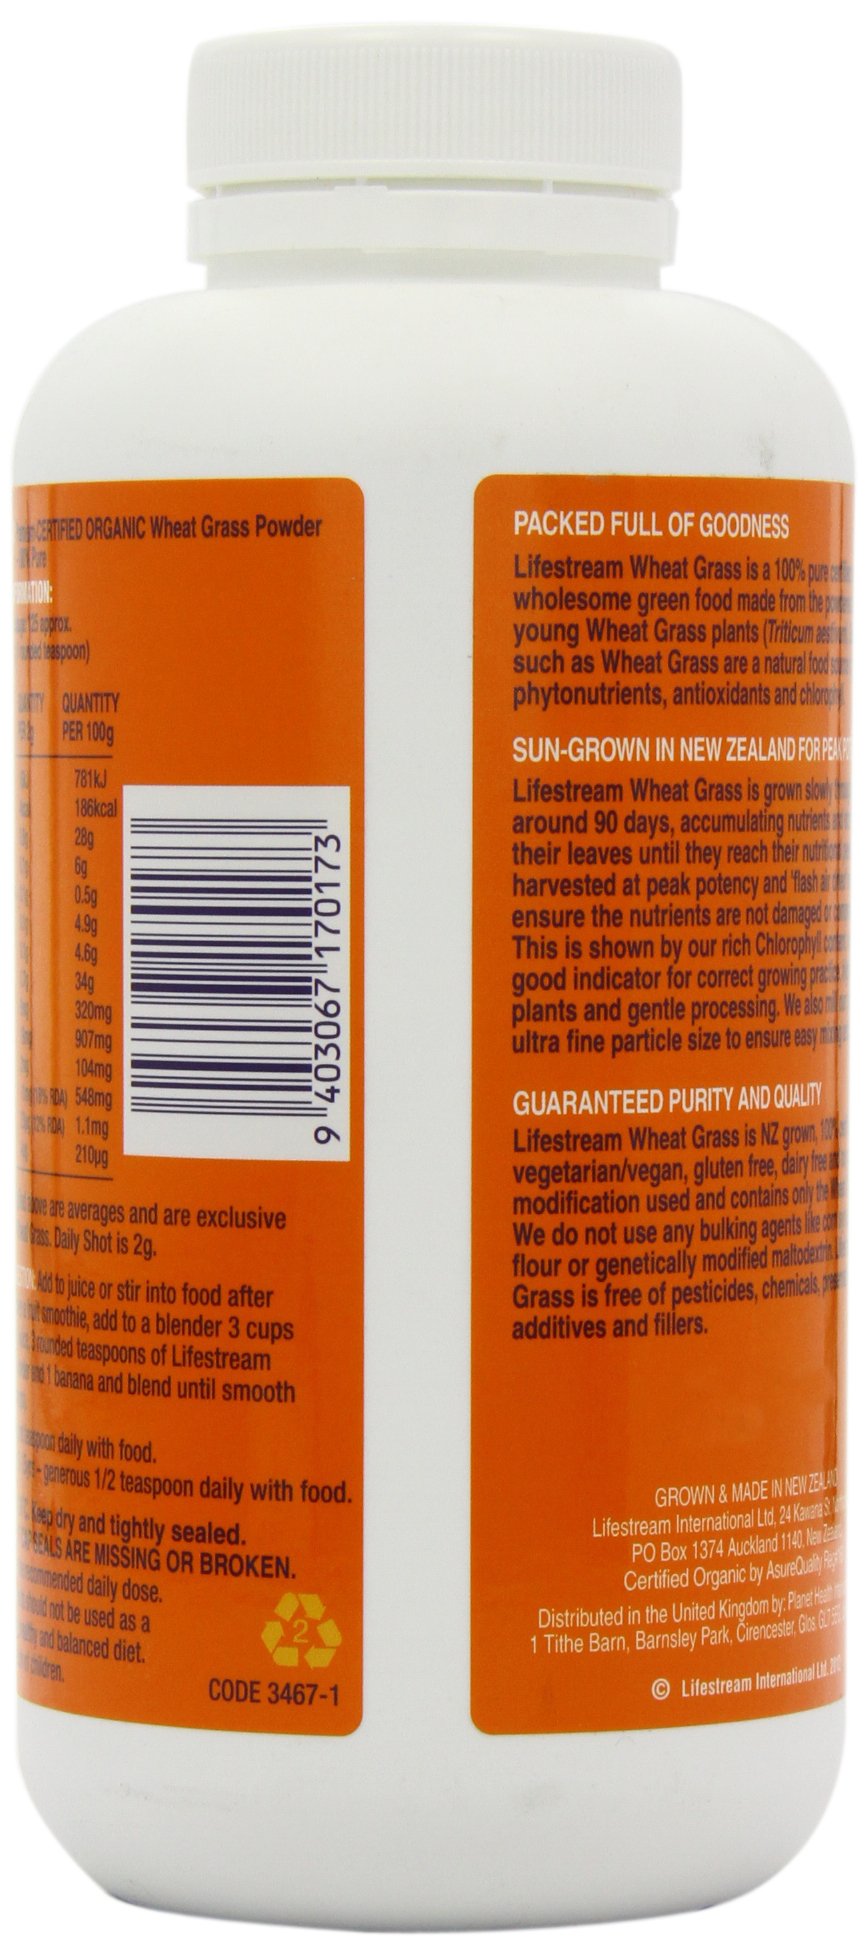 CERTIFIED ORGANIC Wheat Grass Powder
Pure
125 approx.
teaspoon)
QUANTITY
PER 100g
781kJ
186kcal
28g
6g
0.5g
4.9g
4.6g
34g
320mg
907mg
104mg
RDA) 548mg
RDA) 1.1mg
210µg
above are averages and are exclusive
Grass. Daily Shot is 2g.
Add to juice or stir into food after
smoothie, add to a blender 3 cups
3 rounded teaspoons of Lifestream
and 1 banana and blend until smooth
daily with food.
– generous 1/2 teaspoon daily with food.
Keep dry and tightly sealed.
SEALS ARE MISSING OR BROKEN.
recommended daily dose.
should not be used as a
and balanced diet.
children.
2
CODE 3467-1
9 403067 170173
PACKED FULL OF GOODNESS
Lifestream Wheat Grass is a 100% pure
wholesome green food made from the
young Wheat Grass plants (Triticum
such as Wheat Grass are a natural food
phytonutrients, antioxidants and
SUN-GROWN IN NEW ZEALAND FOR
Lifestream Wheat Grass is grown slowly
around 90 days, accumulating nutrients
their leaves until they reach their
harvested at peak potency and 'flash air
ensure the nutrients are not damaged or
This is shown by our rich Chlorophyll
good indicator for correct growing
plants and gentle processing. We also
ultra fine particle size to ensure easy
GUARANTEED PURITY AND QUALITY
Lifestream Wheat Grass is NZ grown, 100%
vegetarian/vegan, gluten free, dairy free
modification used and contains only the
We do not use any bulking agents like
flour or genetically modified maltodextrin.
Grass is free of pesticides, chemicals,
additives and fillers.
GROWN & MADE IN NEW ZEALAND
Lifestream International Ltd, 24 Kawana St.
PO Box 1374 Auckland 1140, New
Certified Organic by AsureQuality
Distributed in the United Kingdom by: Planet Health
1 Tithe Barn, Barnsley Park, Cirencester, Glos.
© Lifestream International Ltd.